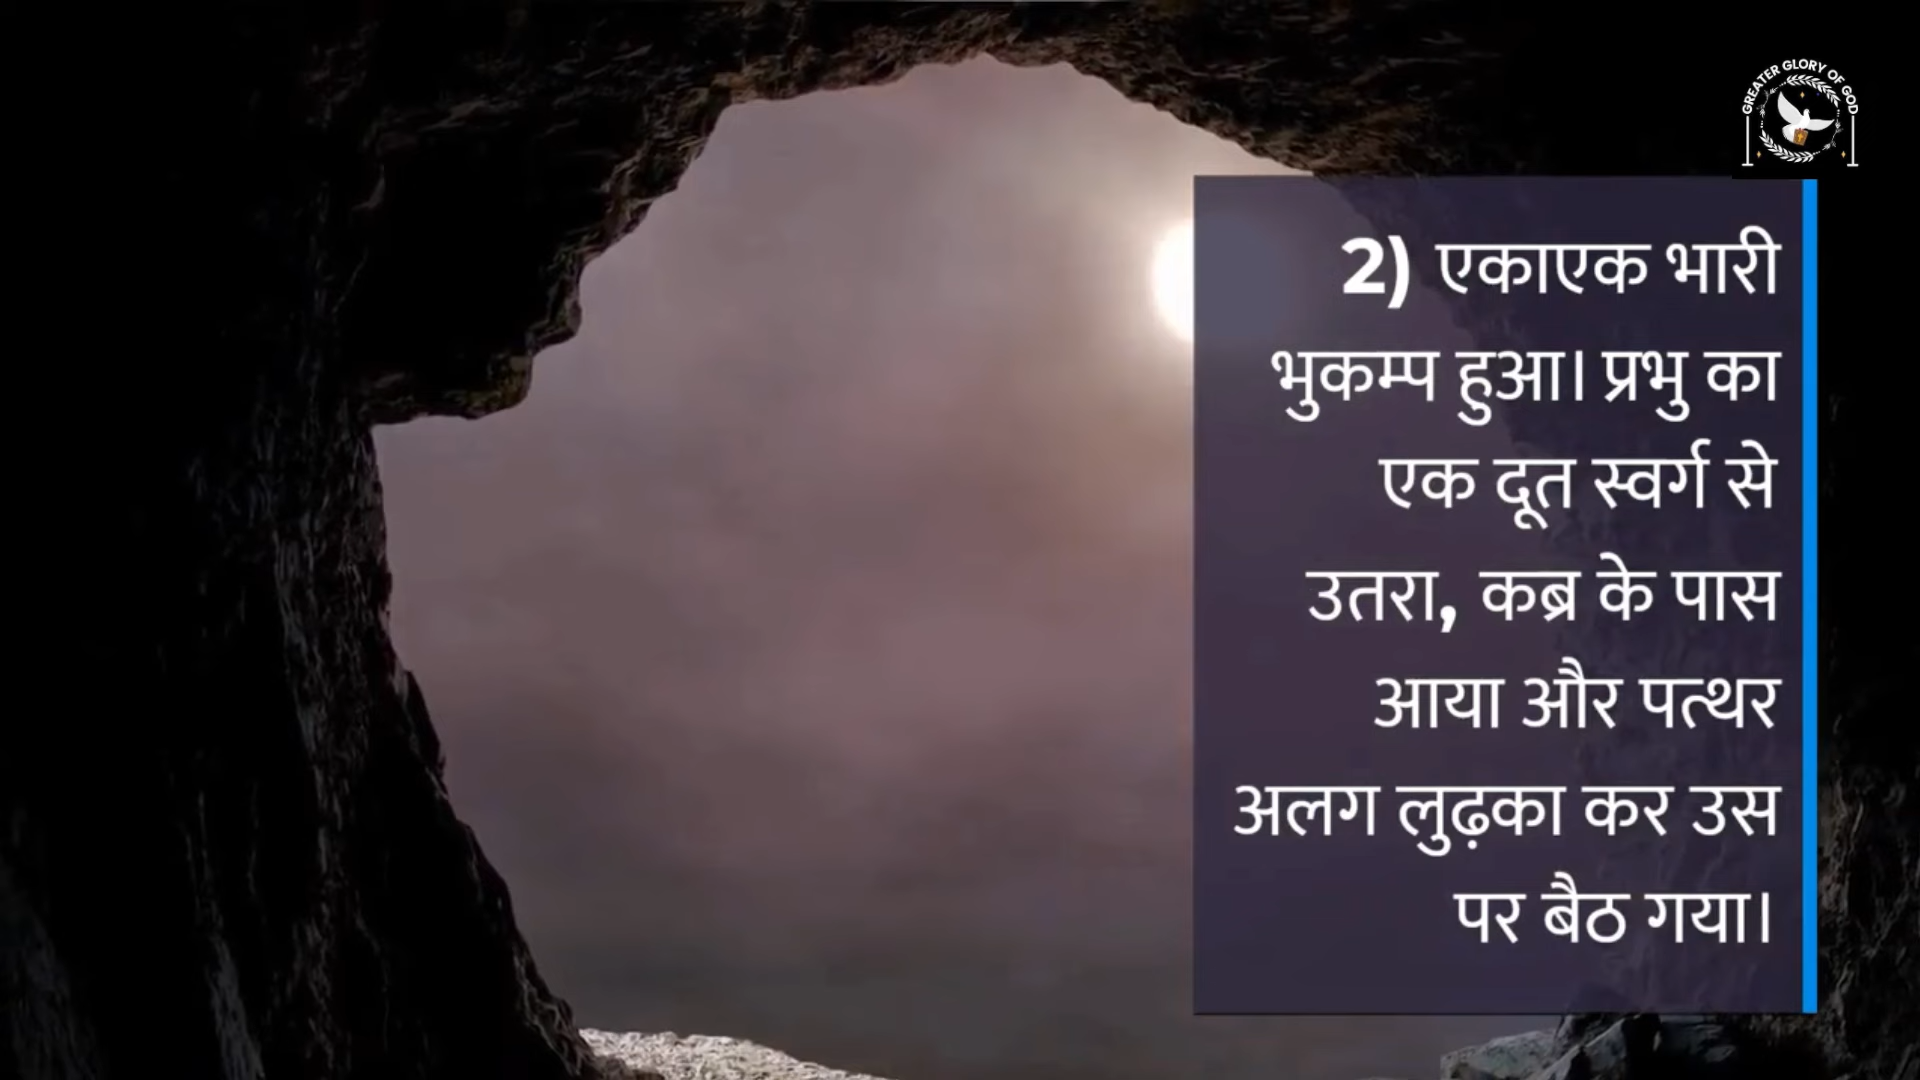 GREATER GLORY OF GOD
2) एकाएक भारी
भुकम्प हुआ। प्रभु का
एक दूत स्वर्ग से
उतरा, कब्र के पास
आया और पत्थर
अलग लुढ़का कर उस
पर बैठ गया।